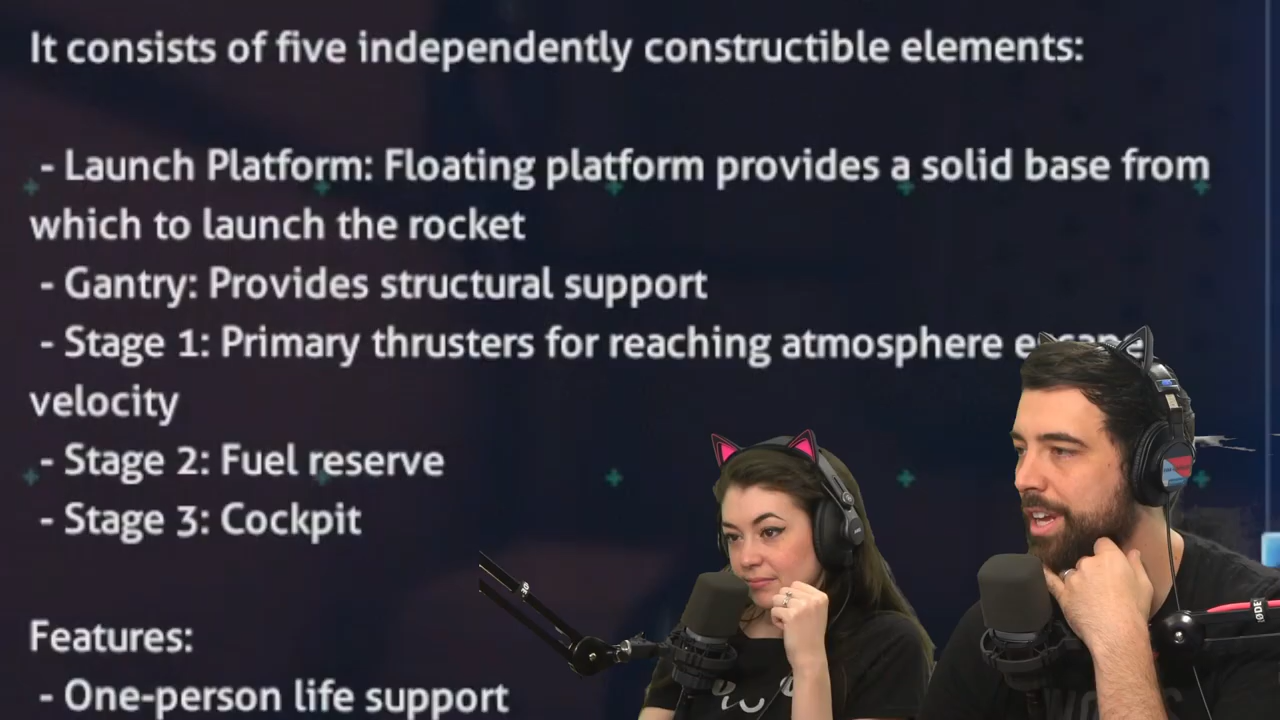 It consists of five independently constructible elements:
- Launch Platform: Floating platform provides a solid base from
which to launch the rocket
- Gantry: Provides structural support
- Stage 1: Primary thrusters for reaching atmosphere escape
velocity
- Stage 2: Fuel reserve
- Stage 3: Cockpit
Features:
- One-person life support
RØDE